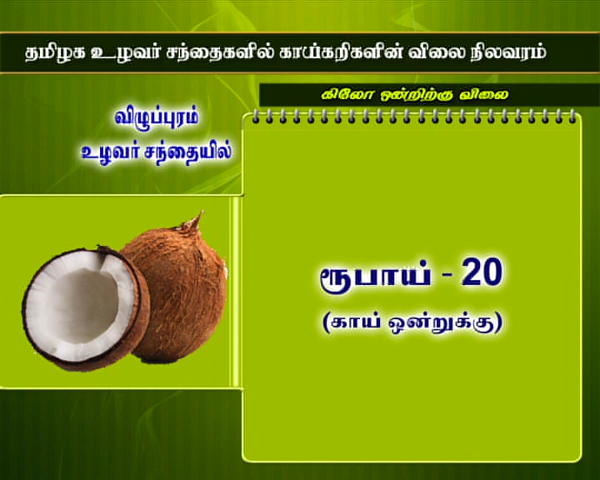 தமிழக உழவர் சந்தைகளில் காய்கறிகளின் விலை நிலவரம்
கிலோ ஒன்றிற்கு விலை
விழுப்புரம்
உழவர் சந்தையில்
ரூபாய் - 20
(காய் ஒன்றுக்கு)